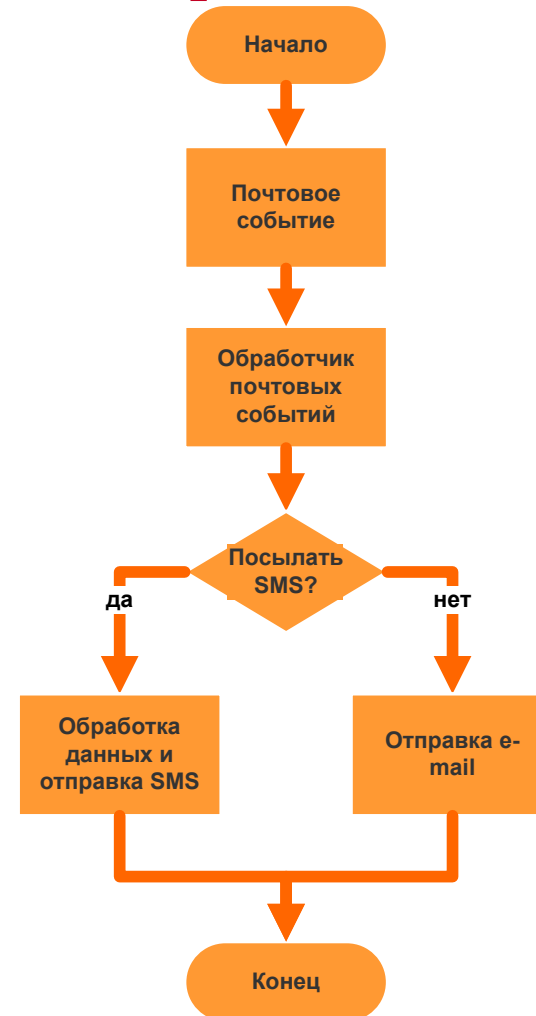 Начало
Почтовое
событие
Обработчик
почтовых
событий
Посылать
SMS?
да
нет
Обработка
данных и
отправка SMS
Отправка e-
mail
Конец